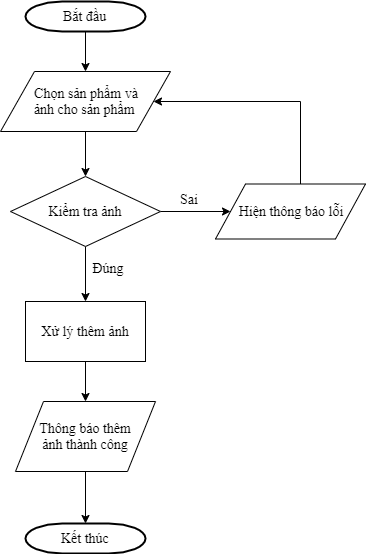 Bắt đầu
Chọn sản phẩm và
ảnh cho sản phẩm
Kiểm tra ảnh
Sai
Hiện thông báo lỗi
Đúng
Xử lý thêm ảnh
Thông báo thêm
ảnh thành công
Kết thúc